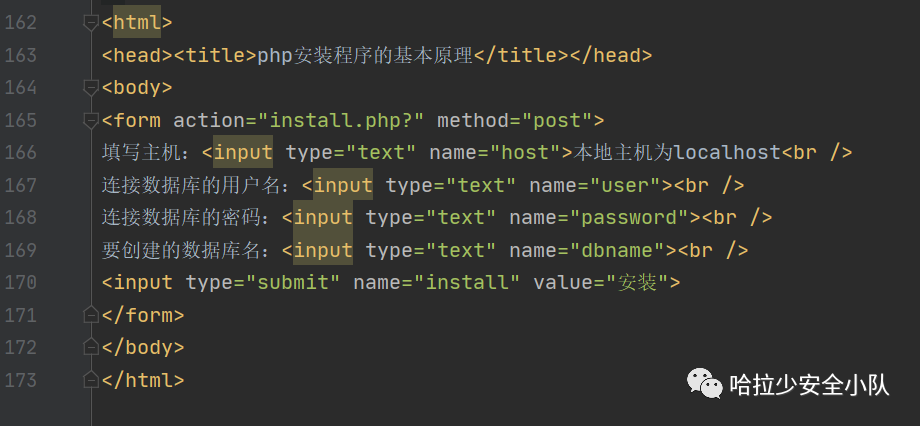 162 <html>
163 <head><title>php安装程序的基本原理</title></head>
164 <body>
165 <form action="install.php?" method="post">
166 填写主机：<input type="text" name="host">本地主机为localhost<br />
167 连接数据库的用户名：<input type="text" name="user"><br />
168 连接数据库的密码：<input type="text" name="password"><br />
169 要创建的数据库名：<input type="text" name="dbname"><br />
170 <input type="submit" name="install" value="安装">
171 </form>
172 </body>
173 </html>
哈拉少安全小队